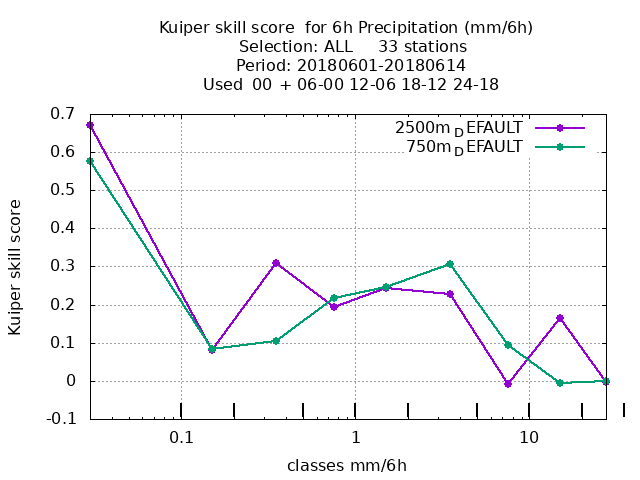 Kuiper skill score  for 6h Precipitation (mm/6h)
Selection: ALL     33 stations
Period: 20180601-20180614
Used  00  + 06-00 12-06 18-12 24-18
2500m_DEFAULT
750m_DEFAULT
0.7
0.6
0.5
0.4
0.3
0.2
0.1
0
-0.1
Kuiper skill score
0.1
1
10
classes mm/6h